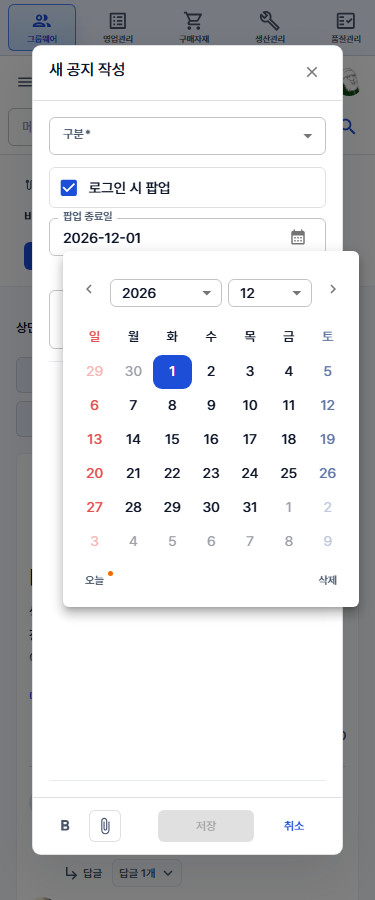 그룹웨어
영업관리
구매자재
생산관리
품질관리
새 공지 작성
구분*
로그인 시 팝업
팝업 종료일
2026-12-01
2026
12
일 월 화 수 목 금 토
29 30 1 2 3 4 5
6 7 8 9 10 11 12
13 14 15 16 17 18 19
20 21 22 23 24 25 26
27 28 29 30 31 1 2
3 4 5 6 7 8 9
오늘 삭제
B 저장 취소
답글 답글 1개